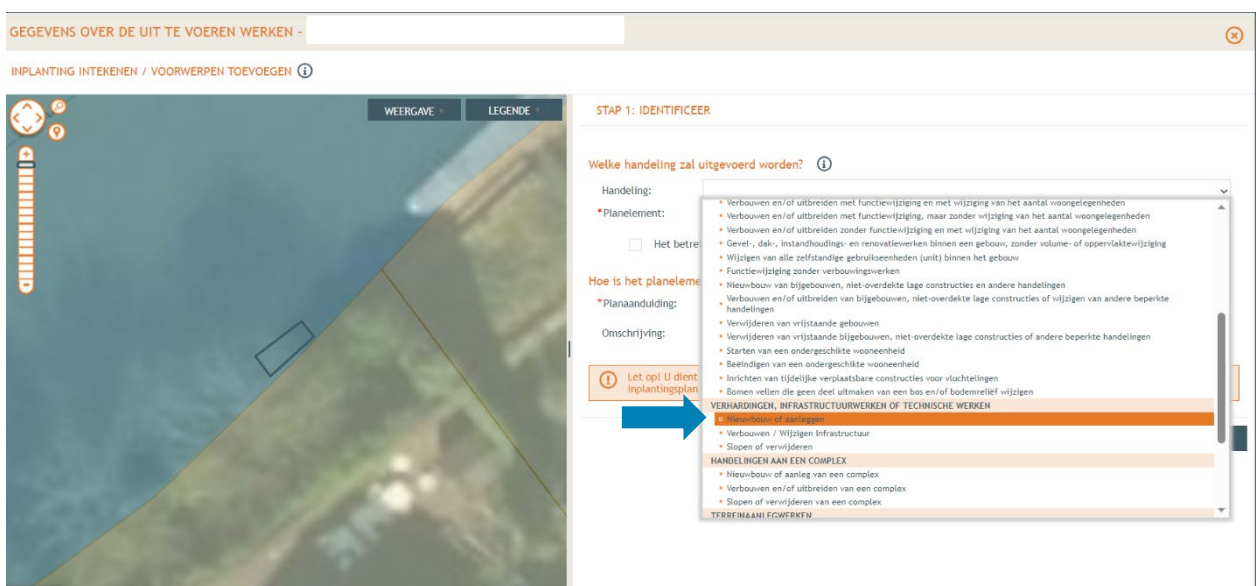 GEGEVENS OVER DE UIT TE VOEREN WERKEN -
INPLANTING INTEKENEN / VOORWERPEN TOEVOEGEN
WEERGAVE
LEGENDE
STAP 1: IDENTIFICEER
Welke handeling zal uitgevoerd worden?
Handeling:
*Planelement:
Het betre
Hoe is het planeleme
*Planaanduiding:
Omschrijving:
Let op! U dient
inplantingsplan
• Verbouwen en/of uitbreiden met functiewijziging en met wijziging van het aantal woongelegenheden
• Verbouwen en/of uitbreiden met functiewijziging, maar zonder wijziging van het aantal woongelegenheden
• Verbouwen en/of uitbreiden zonder functiewijziging en met wijziging van het aantal woongelegenheden
• Gevel-, dak-, instandhoudings- en renovatiewerken binnen een gebouw, zonder volume- of oppervlaktewijziging
• Wijzigen van alle zelfstandige gebruikseenheden (unit) binnen het gebouw
• Functiewijziging zonder verbouwingswerken
• Nieuwbouw van bijgebouwen, niet-overdekte lage constructies en andere handelingen
• Verbouwen en/of uitbreiden van bijgebouwen, niet-overdekte lage constructies of wijzigen van andere beperkte
handelingen
• Verwijderen van vrijstaande gebouwen
• Verwijderen van vrijstaande bijgebouwen, niet-overdekte lage constructies of andere beperkte handelingen
• Starten van een ondergeschikte wooneenheid
• Beëindigen van een ondergeschikte wooneenheid
• Inrichten van tijdelijke verplaatsbare constructies voor vluchtelingen
• Bomen vellen die geen deel uitmaken van een bos en/of bodemreliëf wijzigen
VERHARDINGEN, INFRASTRUCTUURWERKEN OF TECHNISCHE WERKEN
• Nieuwbouw of aanleggen
• Verbouwen / Wijzigen Infrastructuur
• Slopen of verwijderen
HANDELINGEN AAN EEN COMPLEX
• Nieuwbouw of aanleg van een complex
• Verbouwen en/of uitbreiden van een complex
• Slopen of verwijderen van een complex
TERREINAANLEGWERKEN